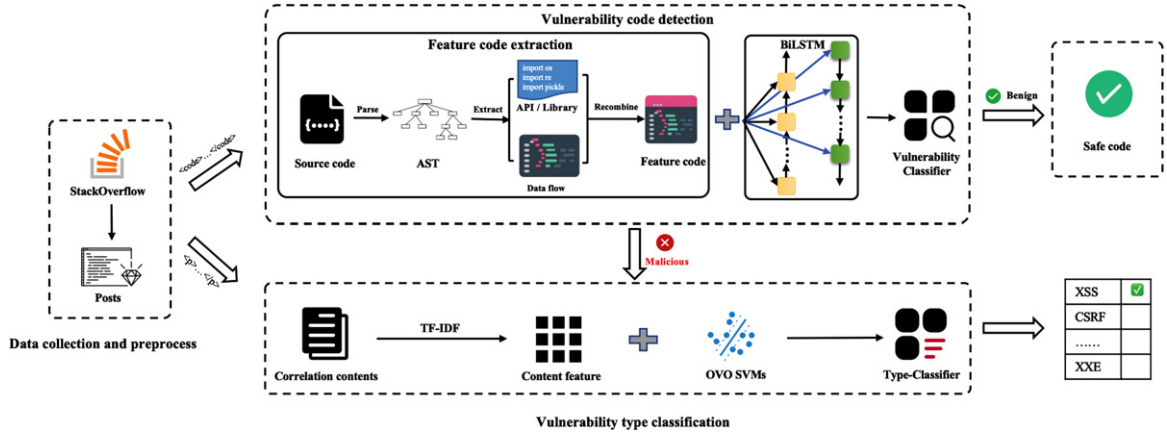 Vulnerability code detection
Feature code extraction
BiLSTM
import os
import re
import pickle
API / Library
Parse
Extract
Recombine
{....}
Source code
AST
Data flow
Feature code
Vulnerability
Classifier
Benign
Safe code
StackOverflow
<code>...</code>
Posts
<p>... </p>
Data collection and preprocess
Malicious
TF-IDF
Correlation contents
Content feature
OVO SVMs
Type-Classifier
XSS
CSRF
......
XXE
Vulnerability type classification